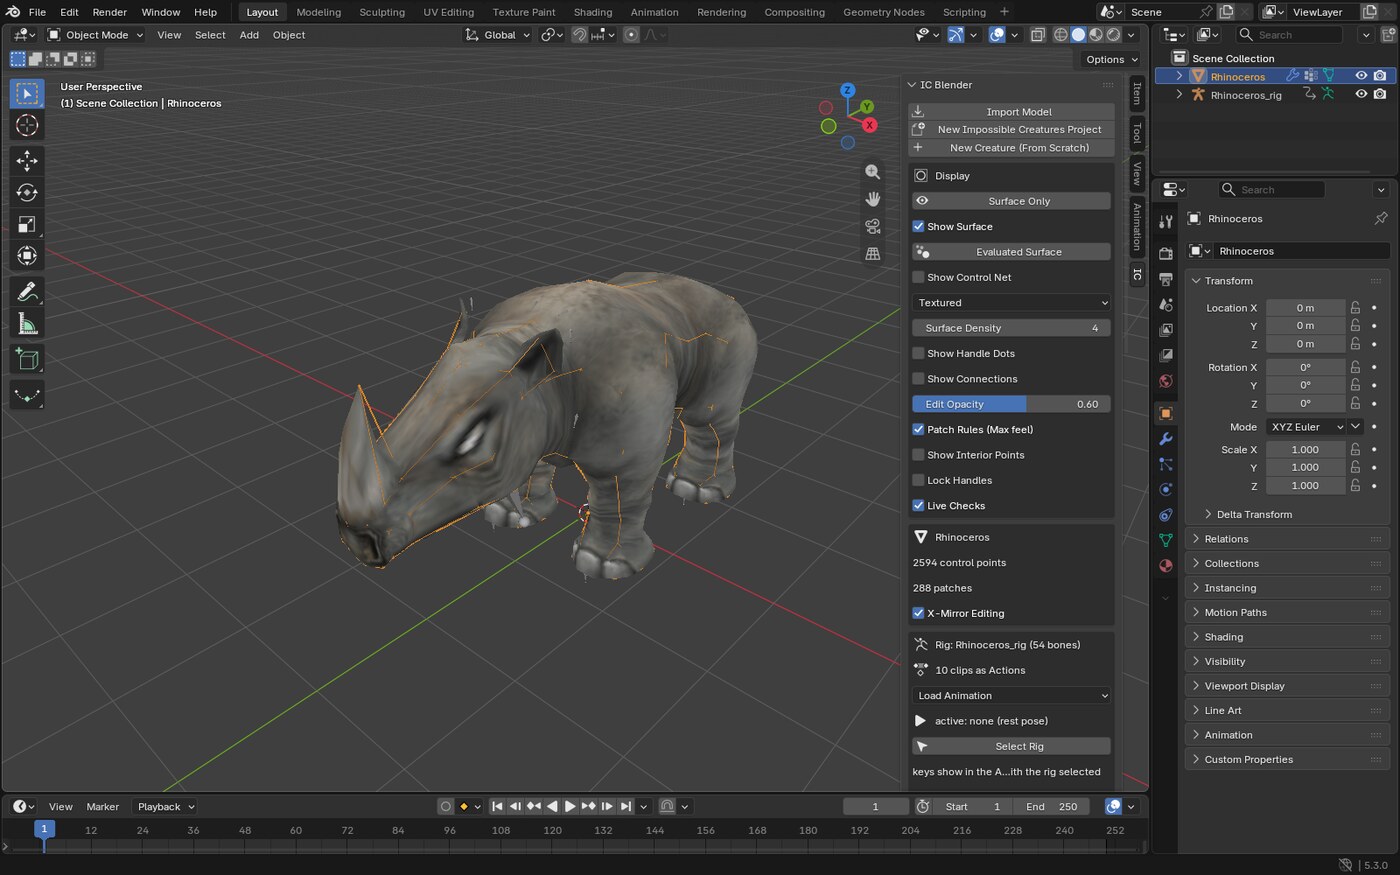 File Edit Render Window Help Layout Modeling Sculpting UV Editing Texture Paint Shading Animation Rendering Compositing Geometry Nodes Scripting + Scene ViewLayer
Object Mode View Select Add Object Global Search
Options
User Perspective
(1) Scene Collection | Rhinoceros
Z
Y
X
IC Blender
Import Model
New Impossible Creatures Project
New Creature (From Scratch)
Display
Surface Only
Show Surface
Evaluated Surface
Show Control Net
Textured
Surface Density 4
Show Handle Dots
Show Connections
Edit Opacity 0.60
Patch Rules (Max feel)
Show Interior Points
Lock Handles
Live Checks
Rhinoceros
2594 control points
288 patches
X-Mirror Editing
Rig: Rhinoceros_rig (54 bones)
10 clips as Actions
Load Animation
active: none (rest pose)
Select Rig
keys show in the A...ith the rig selected
Item
Tool
View
Animation
IC
Scene Collection
Rhinoceros
Rhinoceros_rig
Search
Rhinoceros
Rhinoceros
Transform
Location X 0 m
Y 0 m
Z 0 m
Rotation X 0°
Y 0°
Z 0°
Mode XYZ Euler
Scale X 1.000
Y 1.000
Z 1.000
Delta Transform
Relations
Collections
Instancing
Motion Paths
Shading
Visibility
Viewport Display
Line Art
Animation
Custom Properties
View Marker Playback 1 Start 1 End 250
1 12 24 36 48 60 72 84 96 108 120 132 144 156 168 180 192 204 216 228 240 252
5.3.0